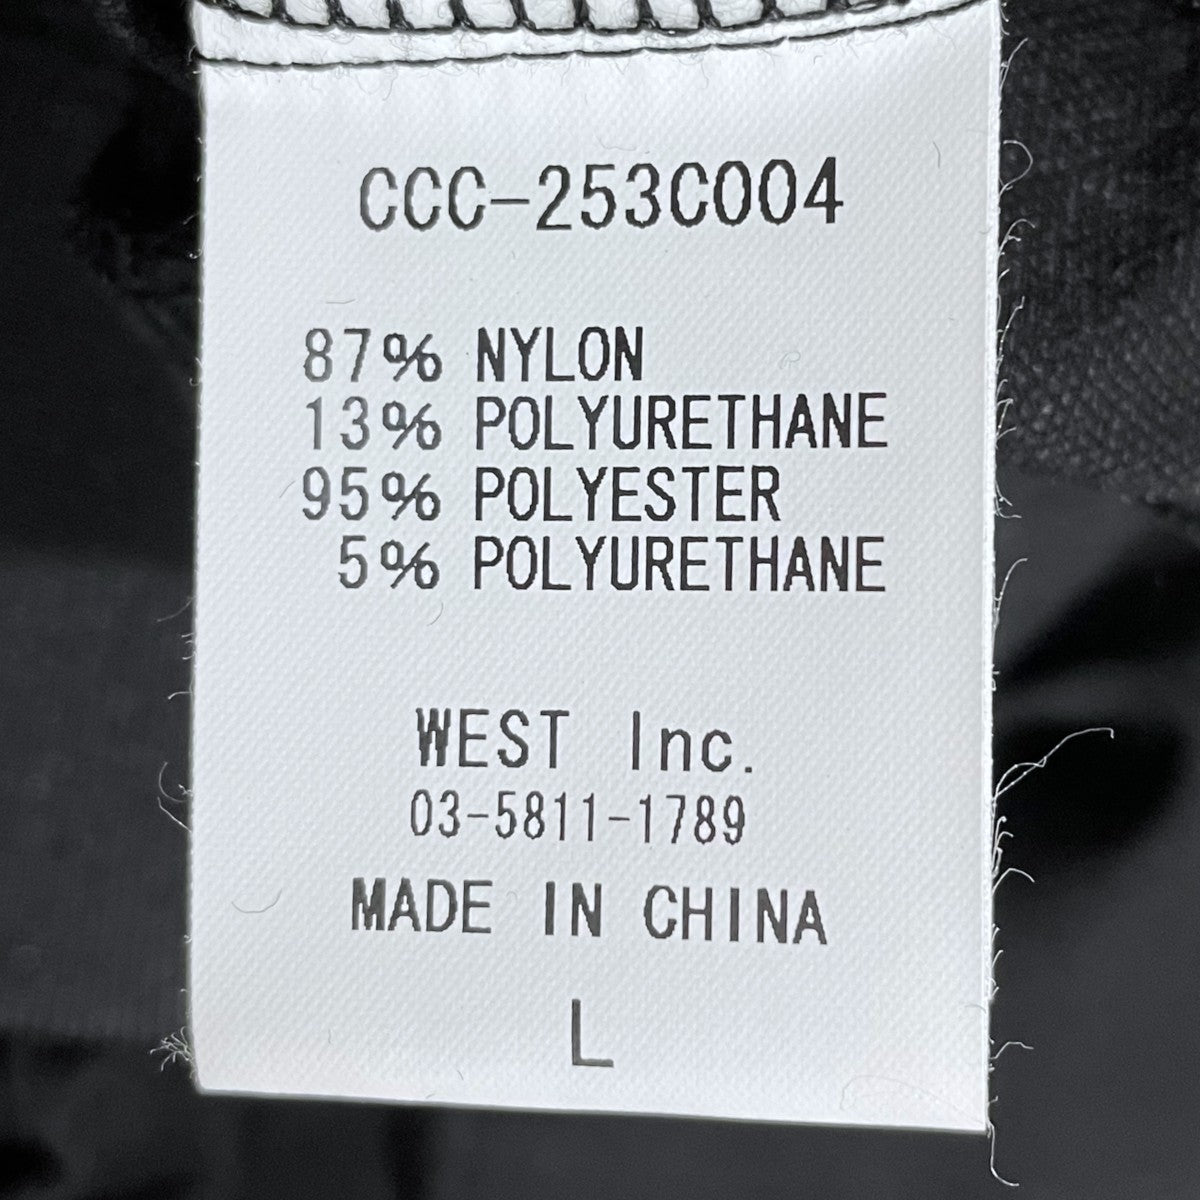 CCC-253C004
87% NYLON
13% POLYURETHANE
95% POLYESTER
5% POLYURETHANE
WEST Inc.
03-5811-1789
MADE IN CHINA
L